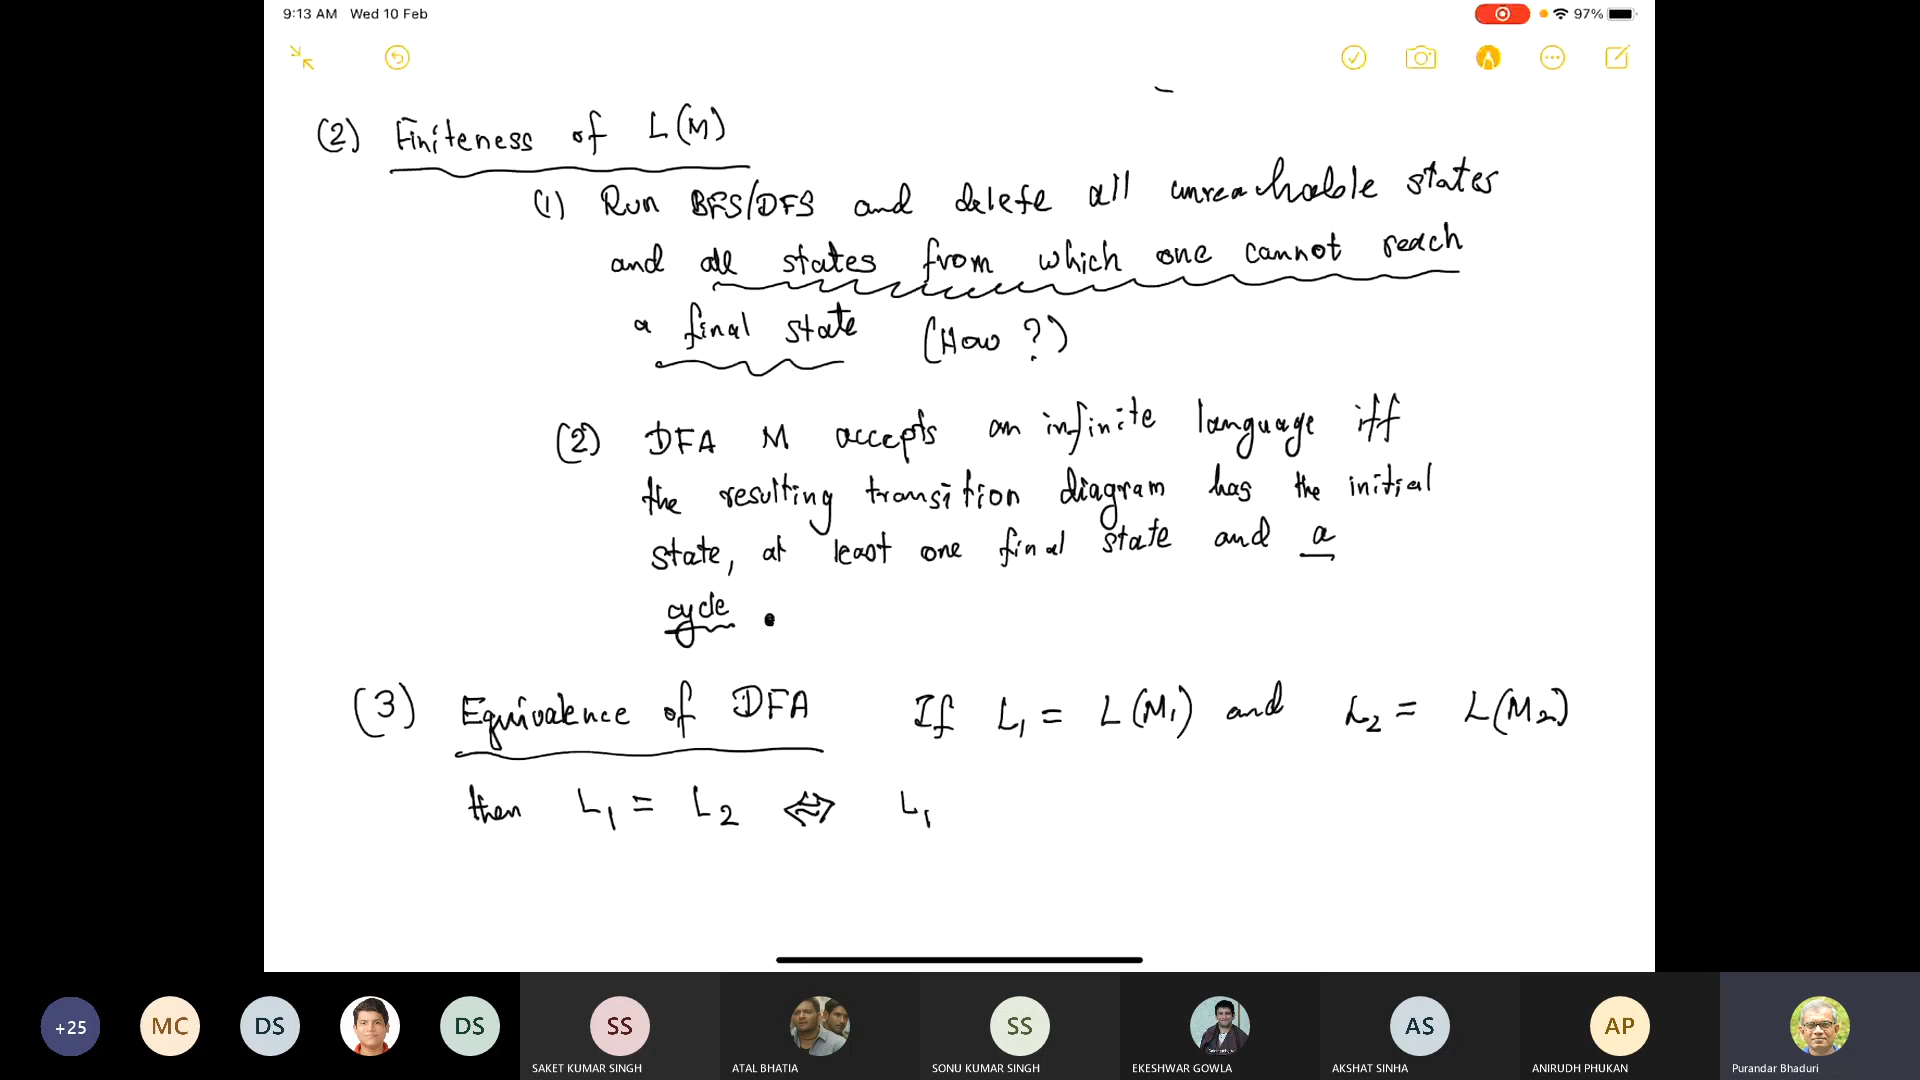 9:13 AM Wed 10 Feb
97%
(2) Finiteness of L(M)
(1) Run BFS/DFS and delete all unreachable states
and all states from which one cannot reach
a final state (How ?)
(2) DFA M accepts an infinite language iff
the resulting transition diagram has the initial
state, at least one final state and a
cycle .
(3) Equivalence of DFA If L₁ = L(M₁) and L₂ = L(M₂)
then L₁ = L₂ ⇔ L₁
+25 MC DS DS SS SS AS AP
SAKET KUMAR SINGH ATAL BHATIA SONU KUMAR SINGH EKESHWAR GOWLA AKSHAT SINHA ANIRUDH PHUKAN Purandar Bhaduri